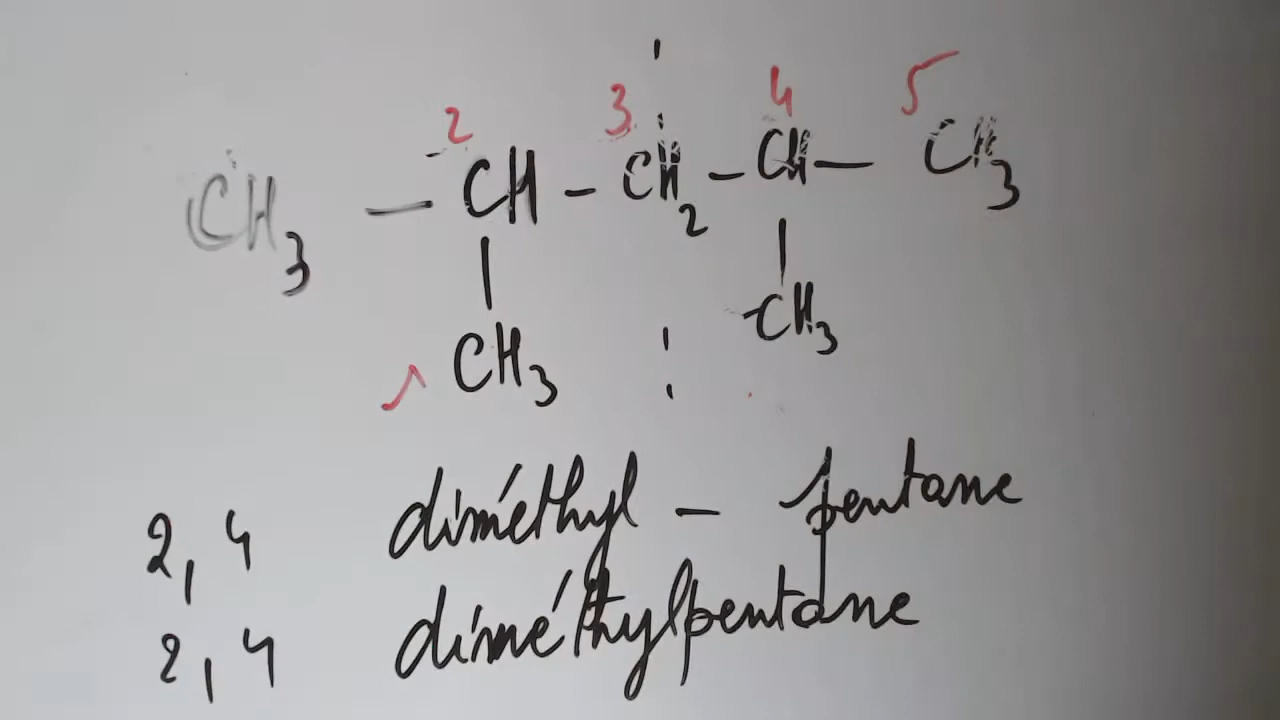 2 3 4 5
CH3 — CH - CH2 - CH — CH3
CH3 CH3
1
2, 4 diméthyl - pentane
2, 4 diméthylpentane